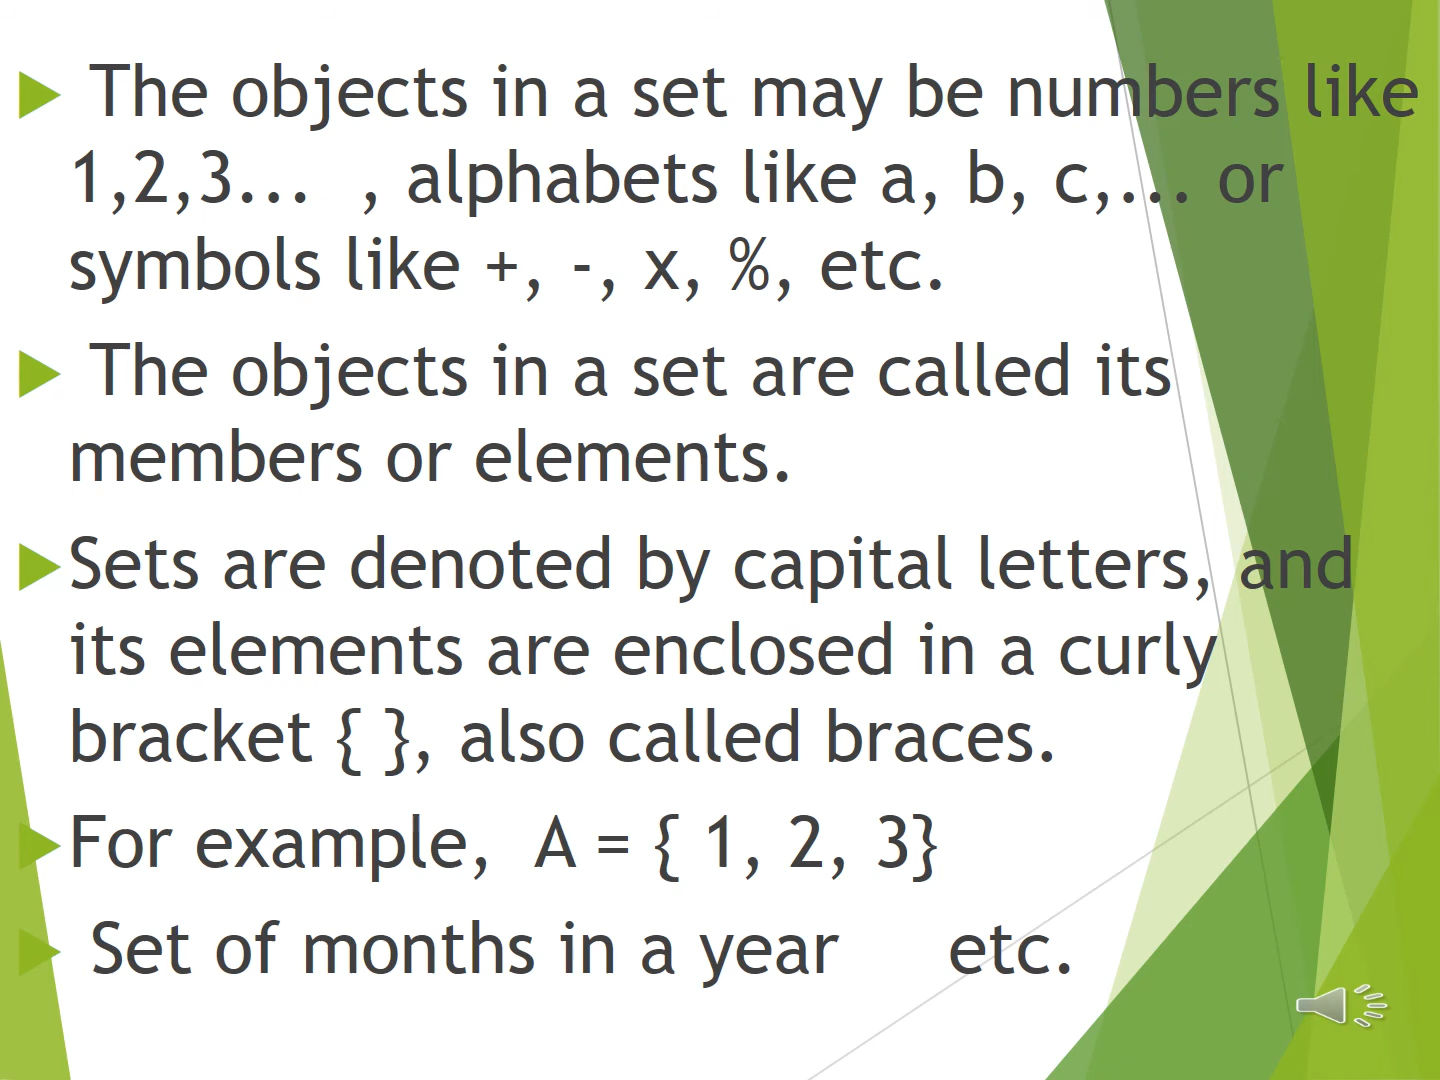 The objects in a set may be numbers like
1,2,3... , alphabets like a, b, c,... or
symbols like +, -, x, %, etc.
The objects in a set are called its
members or elements.
Sets are denoted by capital letters, and
its elements are enclosed in a curly
bracket { }, also called braces.
For example, A = { 1, 2, 3}
Set of months in a year etc.